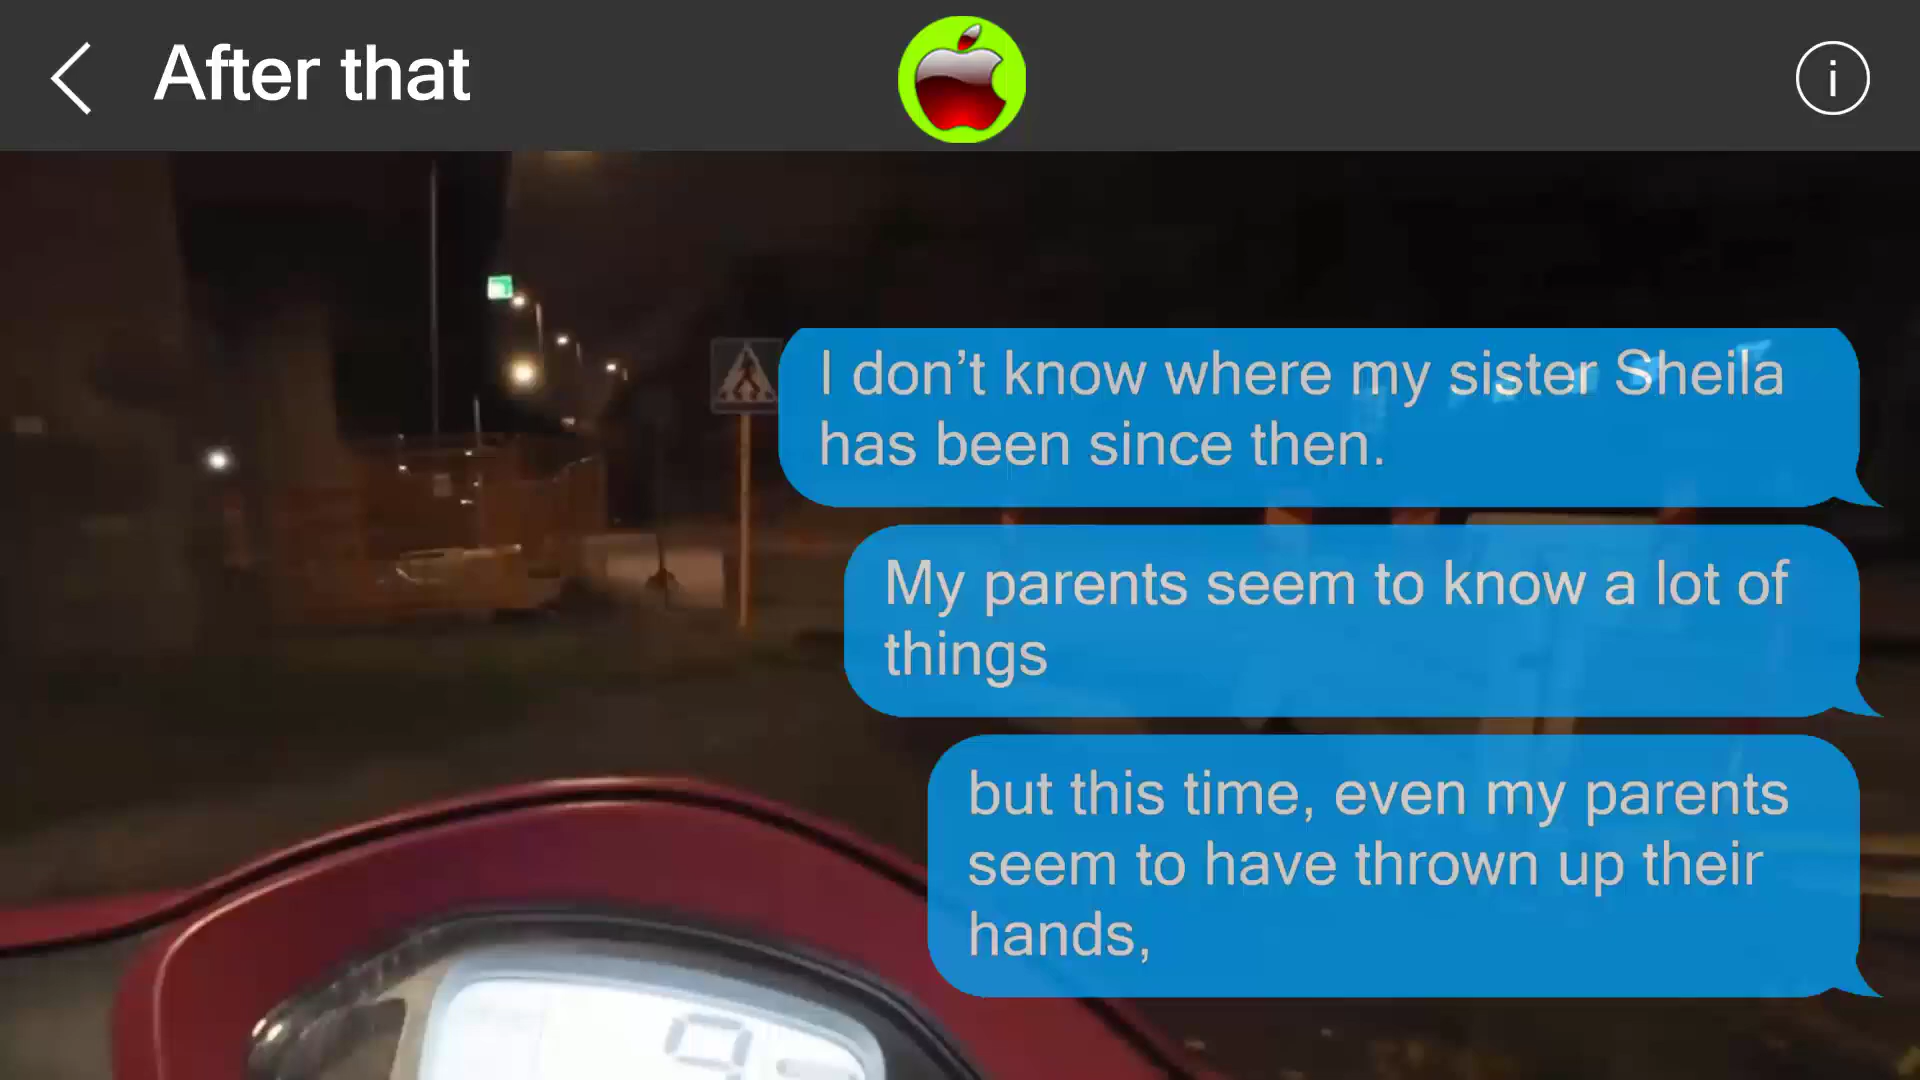 After that
I don’t know where my sister Sheila
has been since then.
My parents seem to know a lot of
things
but this time, even my parents
seem to have thrown up their
hands,